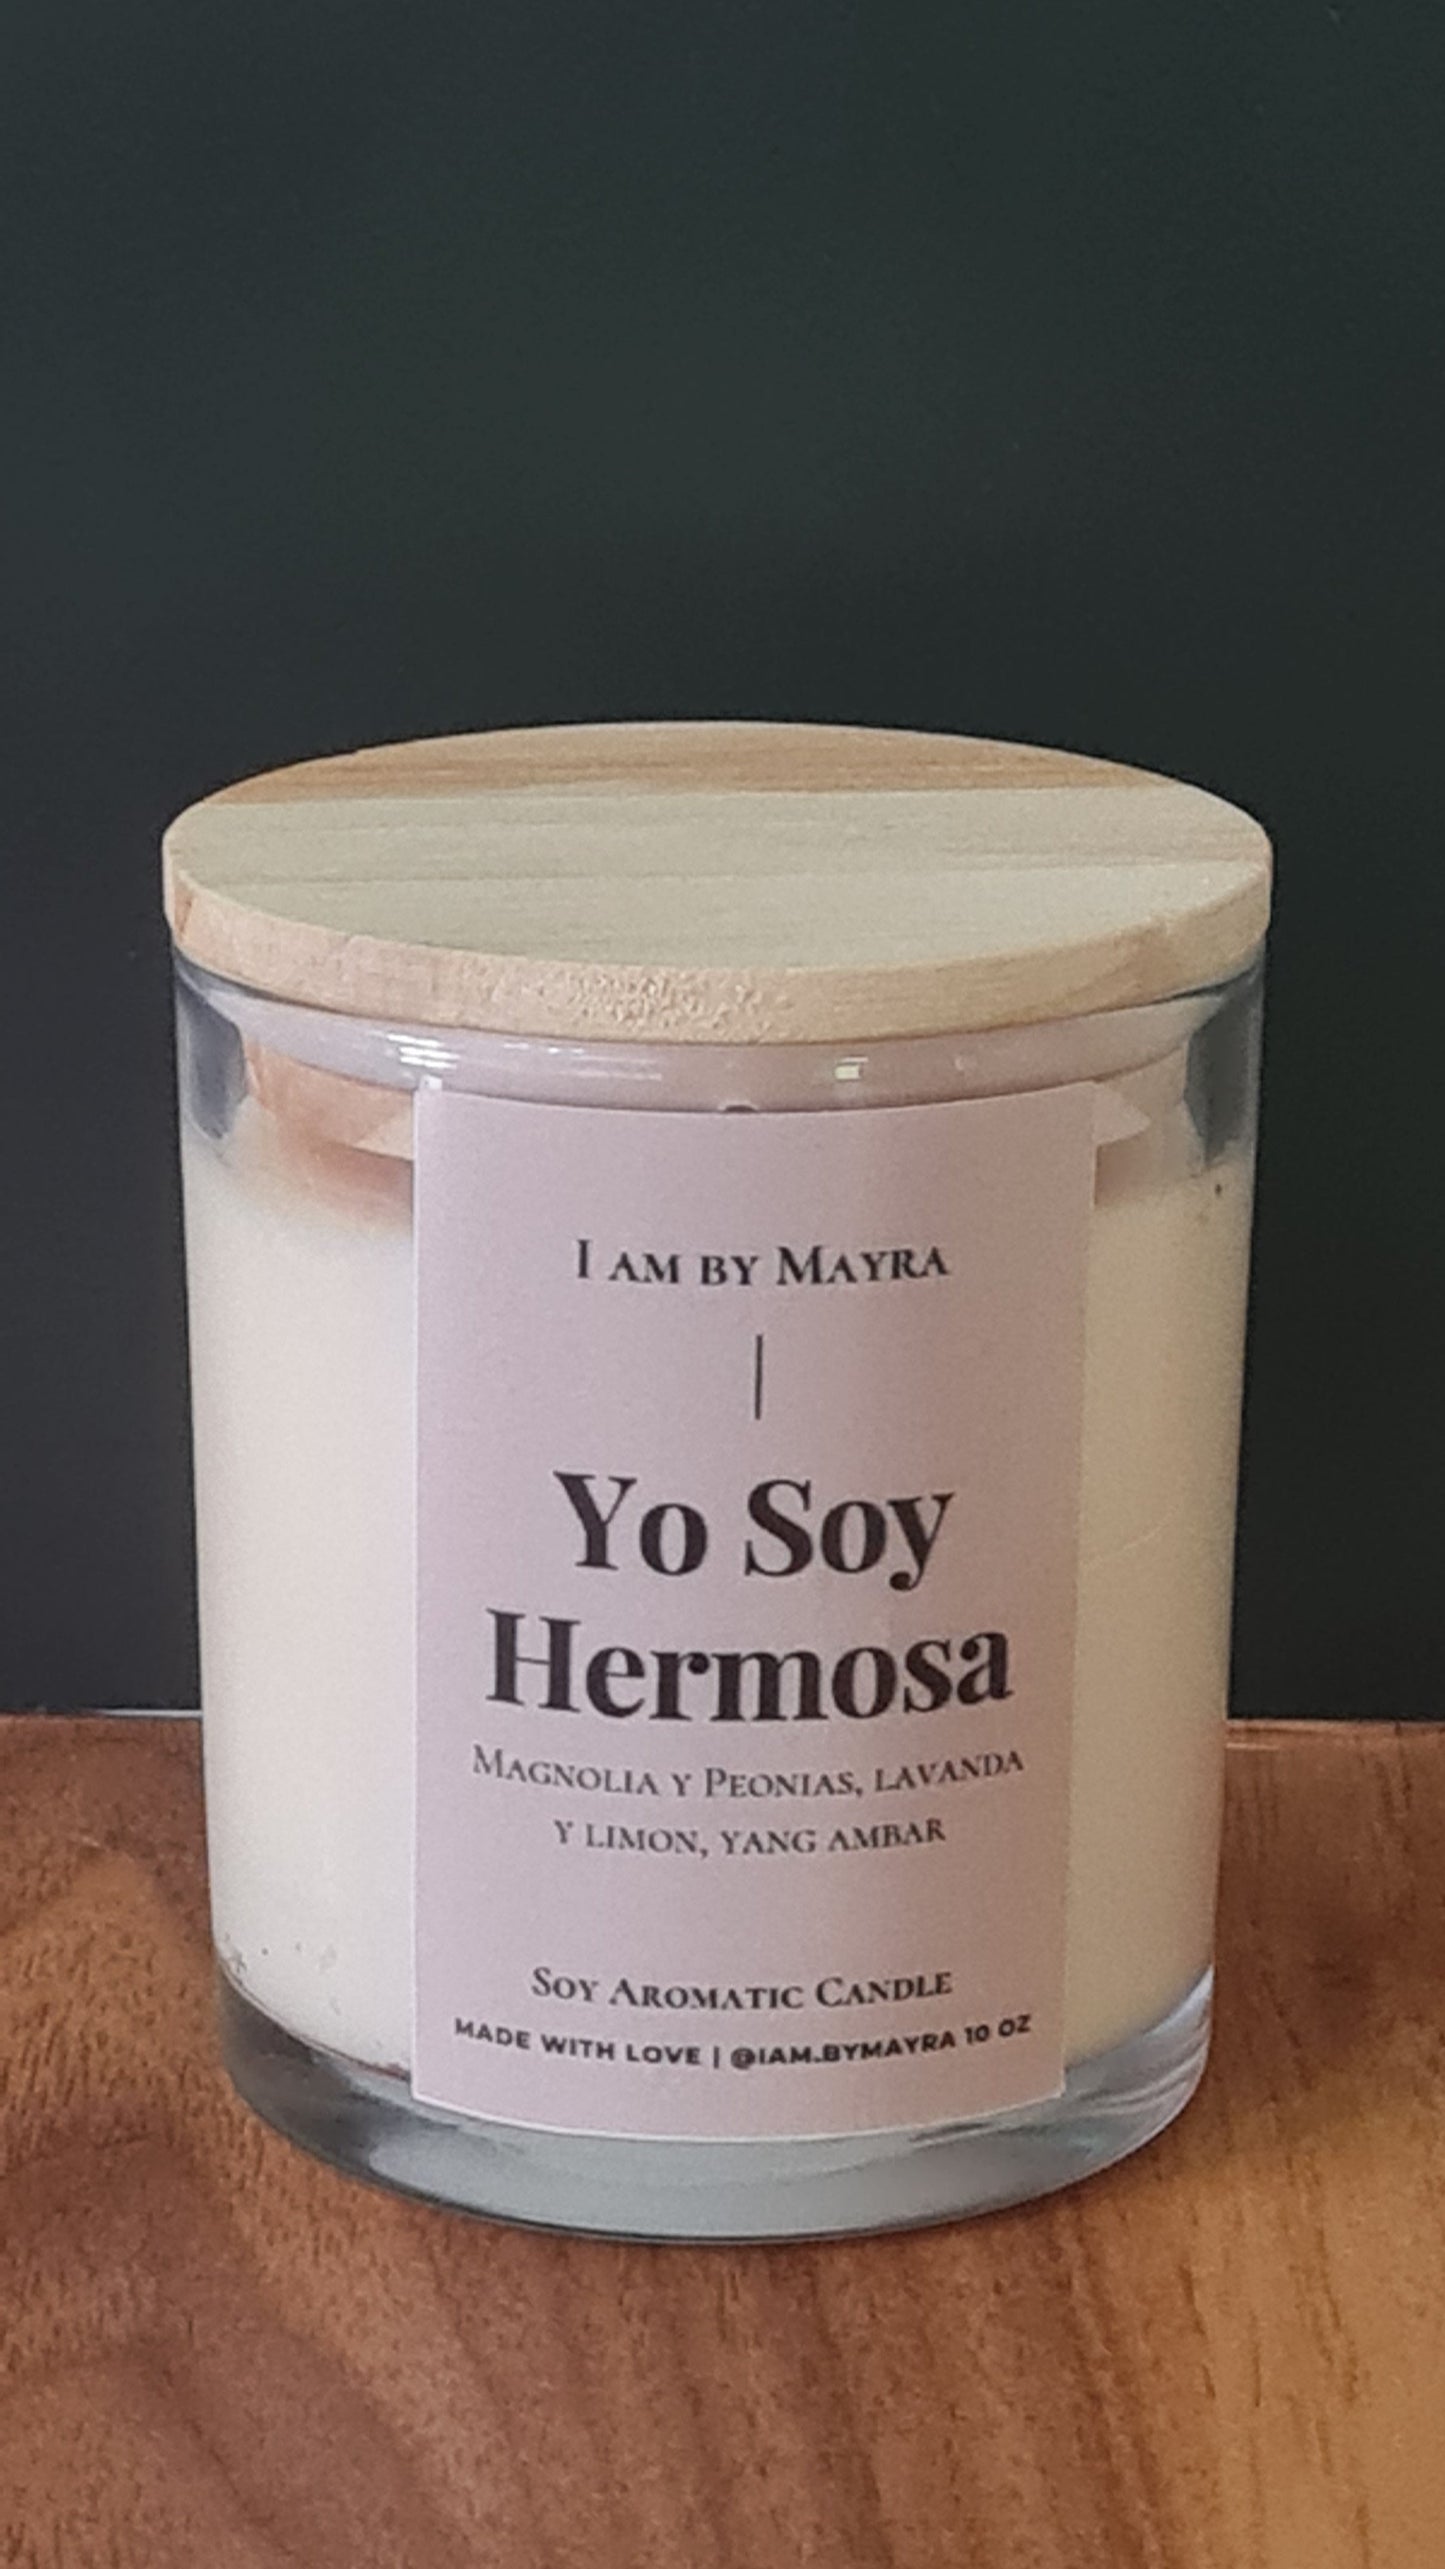 I AM BY MAYRA
Yo Soy
Hermosa
MAGNOLIA Y PEONIAS, LAVANDA
Y LIMON, YANG AMBAR
SOY AROMATIC CANDLE
MADE WITH LOVE | @IAM.BYMAYRA 10 OZ